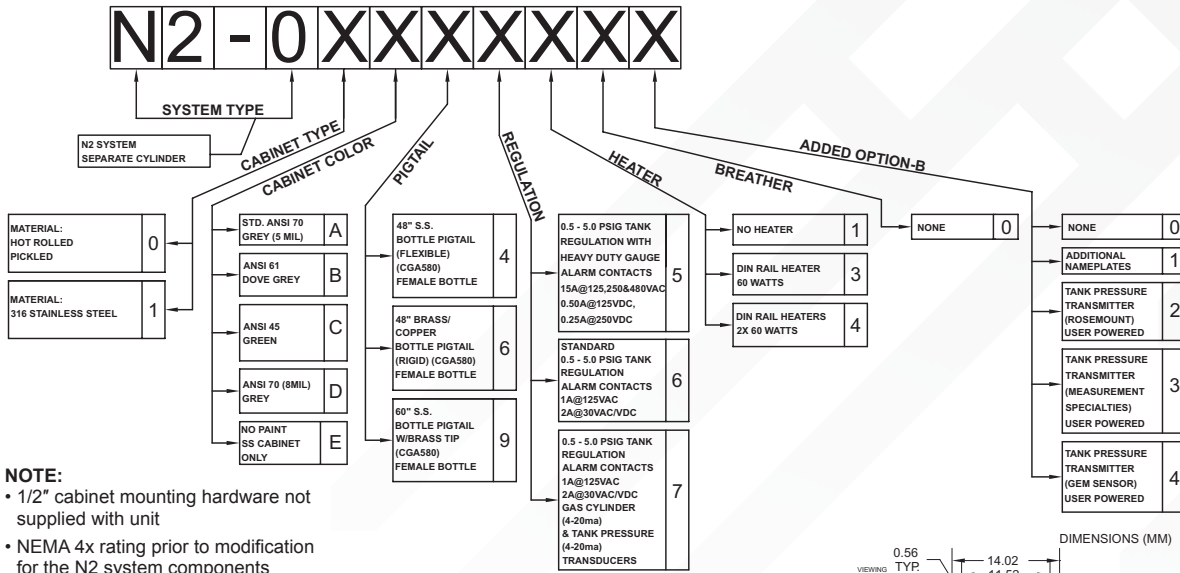 N2-0XXXXXXX
SYSTEM TYPE
N2 SYSTEM
SEPARATE CYLINDER
CABINET TYPE
CABINET COLOR
PIGTAIL
REGULATION
HEATER
BREATHER
ADDED OPTION-B
MATERIAL:
HOT ROLLED
PICKLED
0
MATERIAL:
316 STAINLESS STEEL
1
STD. ANSI 70
GREY (5 MIL)
A
ANSI 61
DOVE GREY
B
ANSI 45
GREEN
C
ANSI 70 (8MIL)
GREY
D
NO PAINT
SS CABINET
ONLY
E
48" S.S.
BOTTLE PIGTAIL
(FLEXIBLE)
(CGA580)
FEMALE BOTTLE
4
48" BRASS/
COPPER
BOTTLE PIGTAIL
(RIGID) (CGA580)
FEMALE BOTTLE
6
60" S.S.
BOTTLE PIGTAIL
W/BRASS TIP
(CGA580)
FEMALE BOTTLE
9
0.5 - 5.0 PSIG TANK
REGULATION WITH
HEAVY DUTY GAUGE
ALARM CONTACTS
15A@125,250&480VAC
0.50A@125VDC,
0.25A@250VDC
5
STANDARD
0.5 - 5.0 PSIG TANK
REGULATION
ALARM CONTACTS
1A@125VAC
2A@30VAC/VDC
6
0.5 - 5.0 PSIG TANK
REGULATION
ALARM CONTACTS
1A@125VAC
2A@30VAC/VDC
GAS CYLINDER
(4-20ma)
& TANK PRESSURE
(4-20ma)
TRANSDUCERS
7
NO HEATER
1
DIN RAIL HEATER
60 WATTS
3
DIN RAIL HEATERS
2X 60 WATTS
4
NONE
0
NONE
0
ADDITIONAL
NAMEPLATES
1
TANK PRESSURE
TRANSMITTER
(ROSEMOUNT)
USER POWERED
2
TANK PRESSURE
TRANSMITTER
(MEASUREMENT
SPECIALTIES)
USER POWERED
3
TANK PRESSURE
TRANSMITTER
(GEM SENSOR)
USER POWERED
4
NOTE:
• 1/2" cabinet mounting hardware not
supplied with unit
• NEMA 4x rating prior to modification
for the N2 system components
DIMENSIONS (MM)
VIEWING
0.56
TYP.
14.02